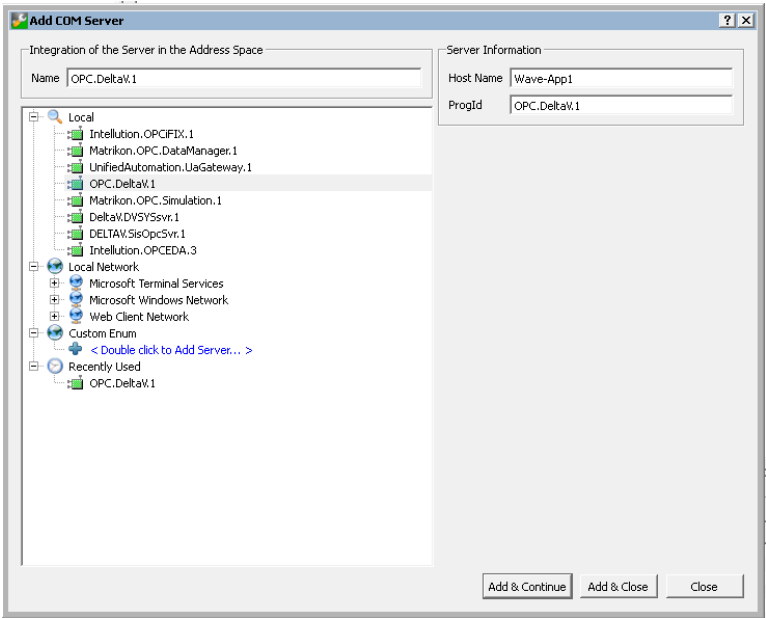 Add COM Server
Integration of the Server in the Address Space
Name OPC.DeltaV.1
Server Information
Host Name Wave-App1
ProgId OPC.DeltaV.1
Local
Intellution.OPCiFIX.1
Matrikon.OPC.DataManager.1
UnifiedAutomation.UaGateway.1
OPC.DeltaV.1
Matrikon.OPC.Simulation.1
DeltaV.DVSYSsvr.1
DELTAV.SisOpcSvr.1
Intellution.OPCEDA.3
Local Network
Microsoft Terminal Services
Microsoft Windows Network
Web Client Network
Custom Enum
< Double click to Add Server... >
Recently Used
OPC.DeltaV.1
Add & Continue Add & Close Close